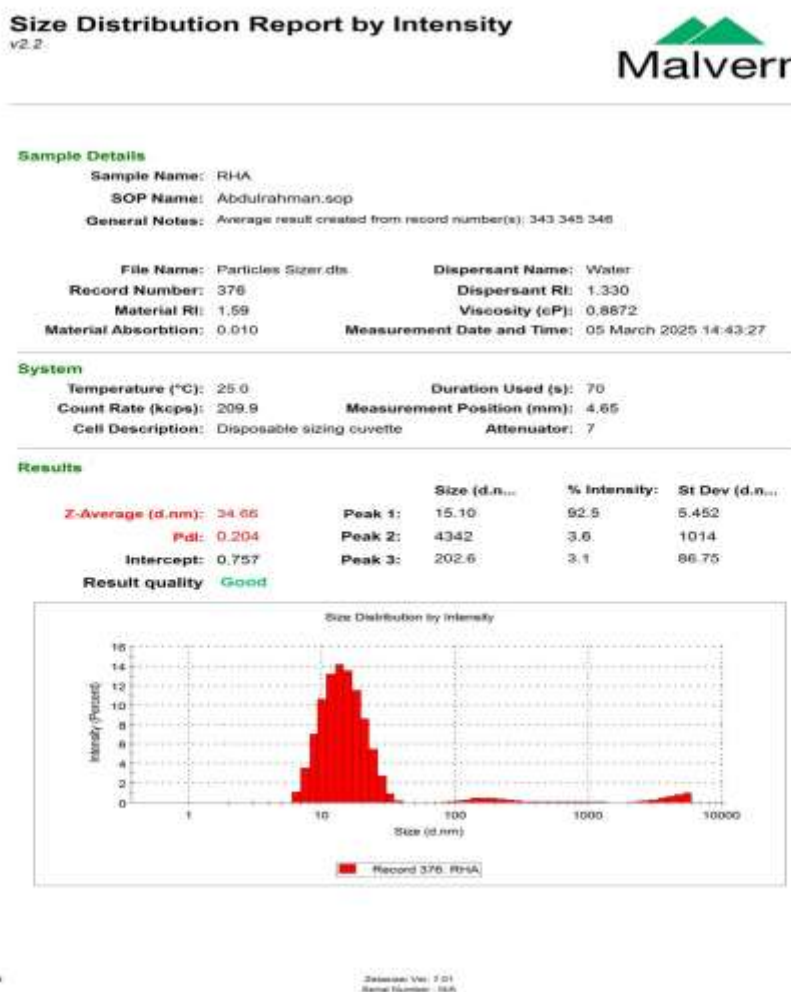 Size Distribution Report by Intensity
v2.2
Malvern
Sample Details
Sample Name: RHA
SOP Name: Abdulrahman.sop
General Notes: Average result created from record number(s): 343 345 346
File Name: Particles Sizer.dts Dispersant Name: Water
Record Number: 376 Dispersant RI: 1.330
Material RI: 1.59 Viscosity (cP): 0.8872
Material Absorbtion: 0.010 Measurement Date and Time: 05 March 2025 14:43:27
System
Temperature (°C): 25.0 Duration Used (s): 70
Count Rate (kcps): 209.9 Measurement Position (mm): 4.65
Cell Description: Disposable sizing cuvette Attenuator: 7
Results
Size (d.n... % Intensity: St Dev (d.n...
Z-Average (d.nm): 34.66 Peak 1: 15.10 92.5 5.452
PdI: 0.204 Peak 2: 4342 3.6 1014
Intercept: 0.757 Peak 3: 202.6 3.1 86.75
Result quality Good
Size Distribution by Intensity
16
14
12
10
8
6
4
2
0
Intensity (Percent)
1 10 100 1000 10000
Size (d.nm)
Record 376: RHA
Zetasizer Ver. 7.01
Serial Number : N/A